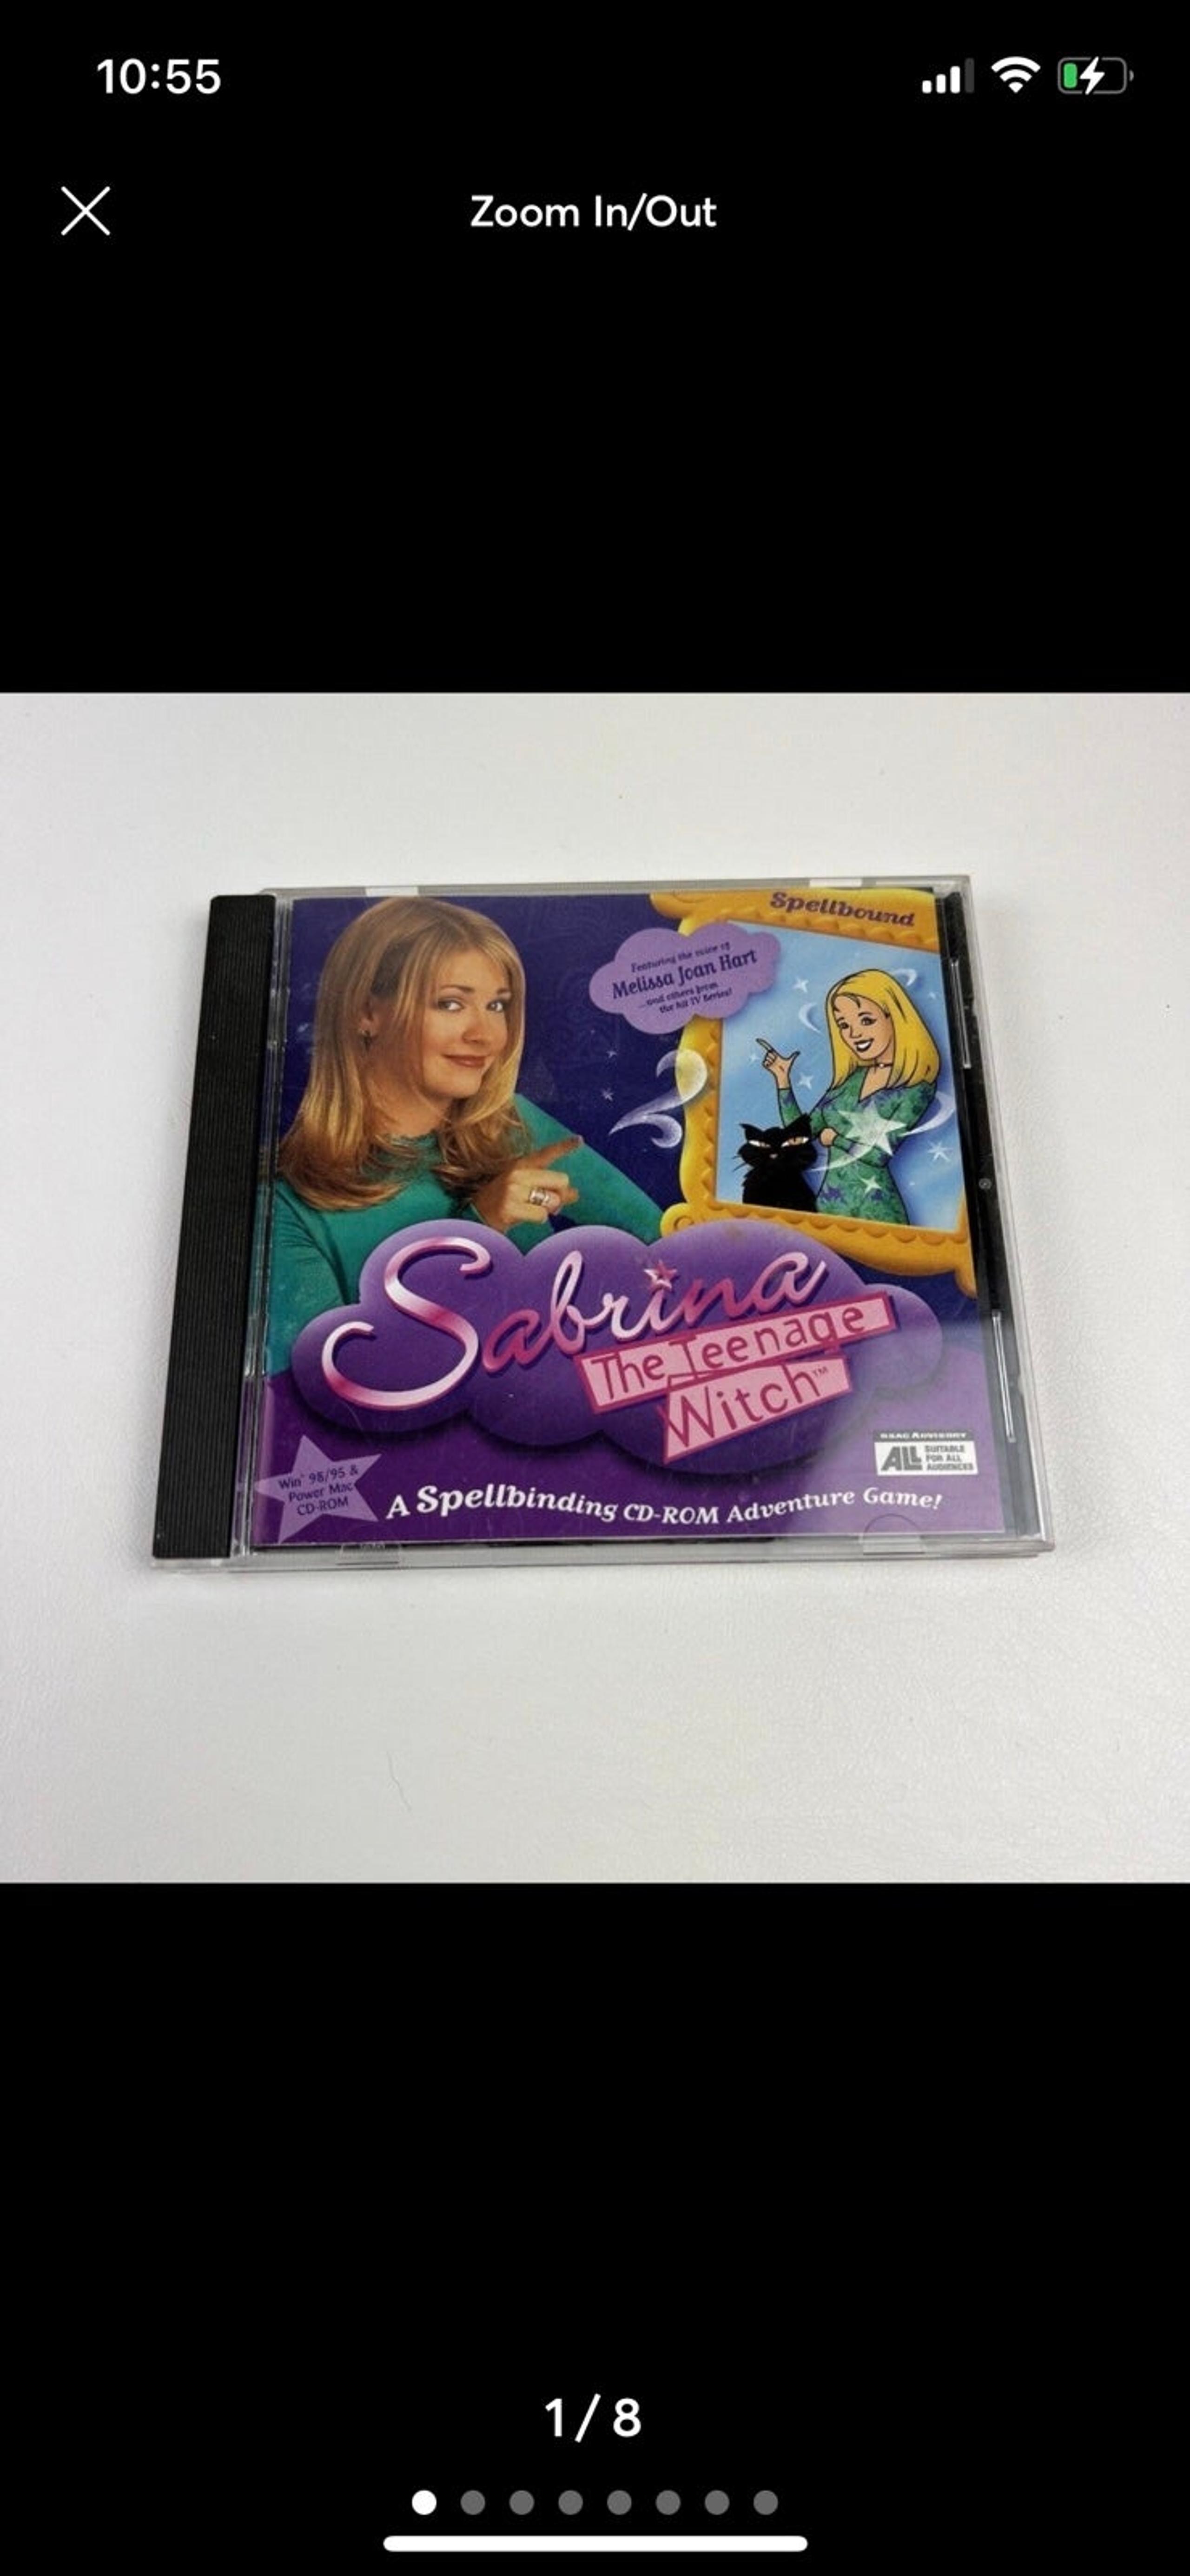 10:55
Zoom In/Out
Spellbound
Featuring the voice of
Melissa Joan Hart
...and others from
the hit TV Series!
Sabrina
The Teenage
Witch™
RSAC ADVISORY
ALL
SUITABLE
FOR ALL
AUDIENCES
Win® 98/95 &
Power Mac
CD-ROM
A Spellbinding CD-ROM Adventure Game!
1/8